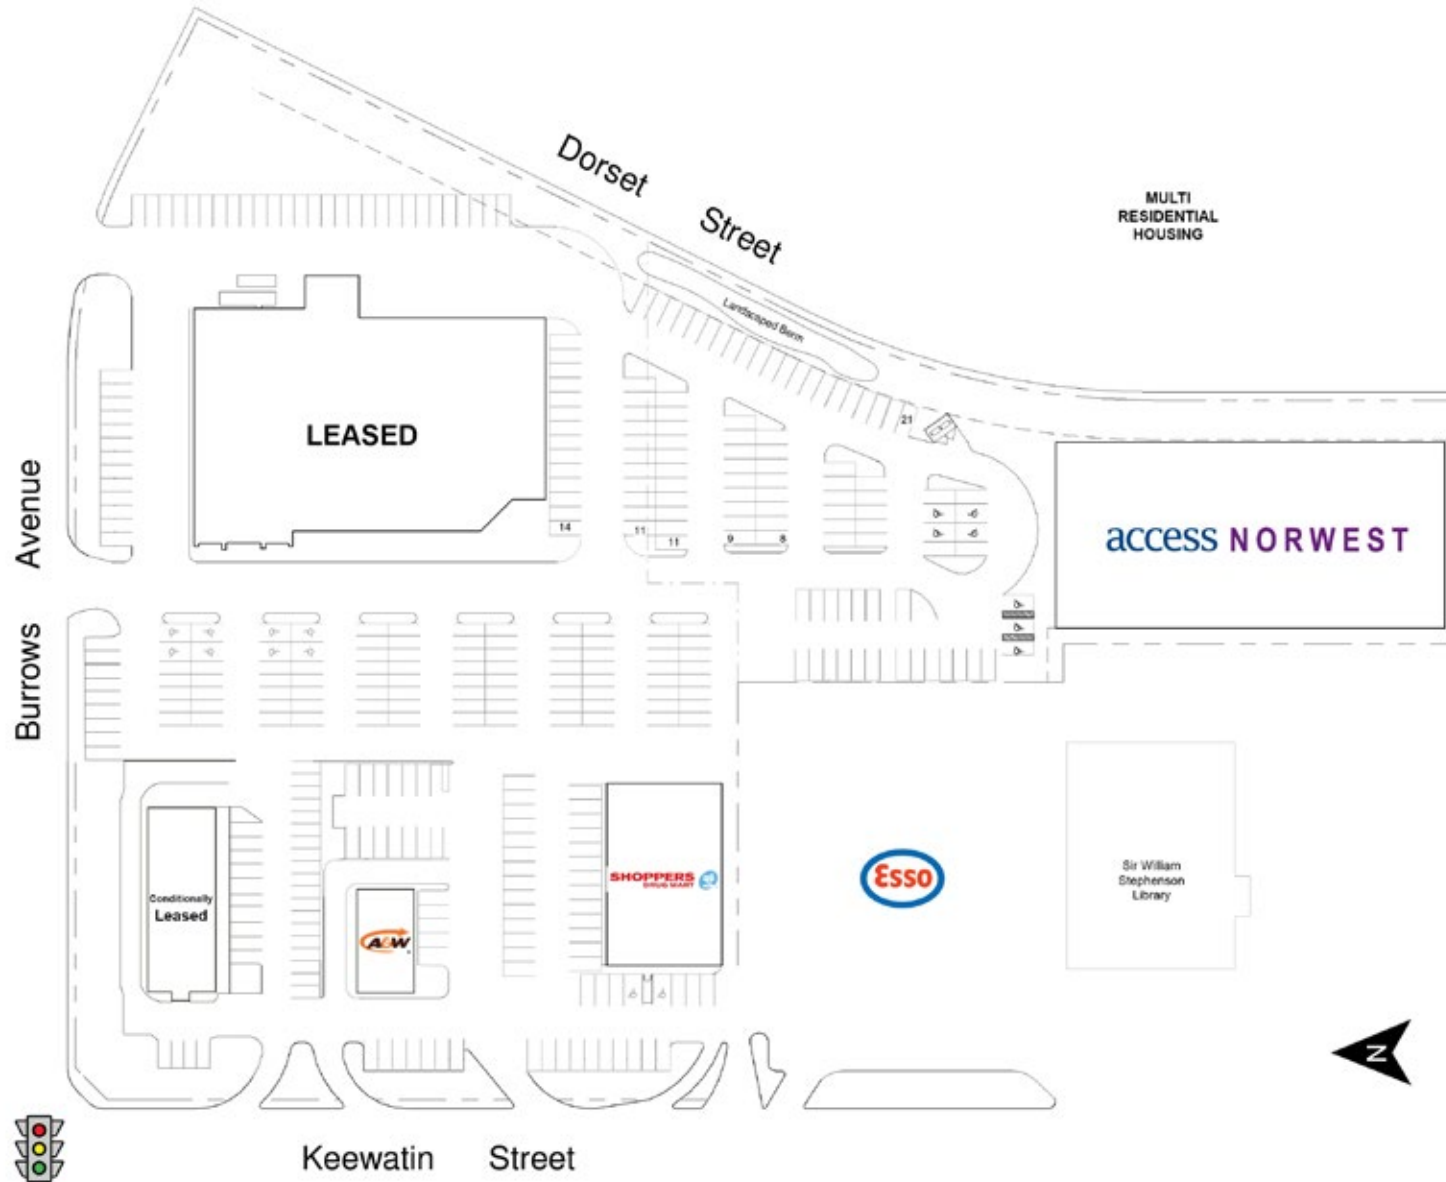 Dorset
Street
MULTI
RESIDENTIAL
HOUSING
Landscaped Berm
21
LEASED
14
11
11
9
8
access NORWEST
Avenue
Burrows
Conditionally
Leased
A&W
SHOPPERS
DRUG MART
Esso
Sir William
Stephenson
Library
N
Keewatin Street